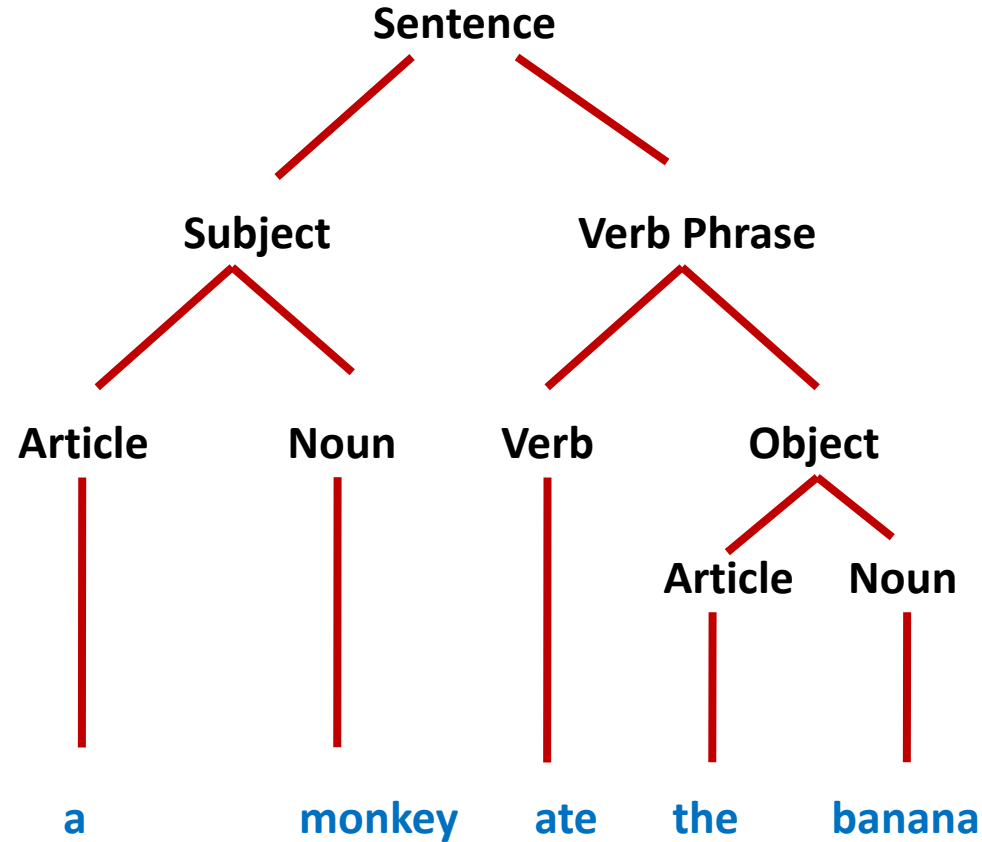 Sentence
Subject Verb Phrase
Article Noun Verb Object
Article Noun
a monkey ate the banana